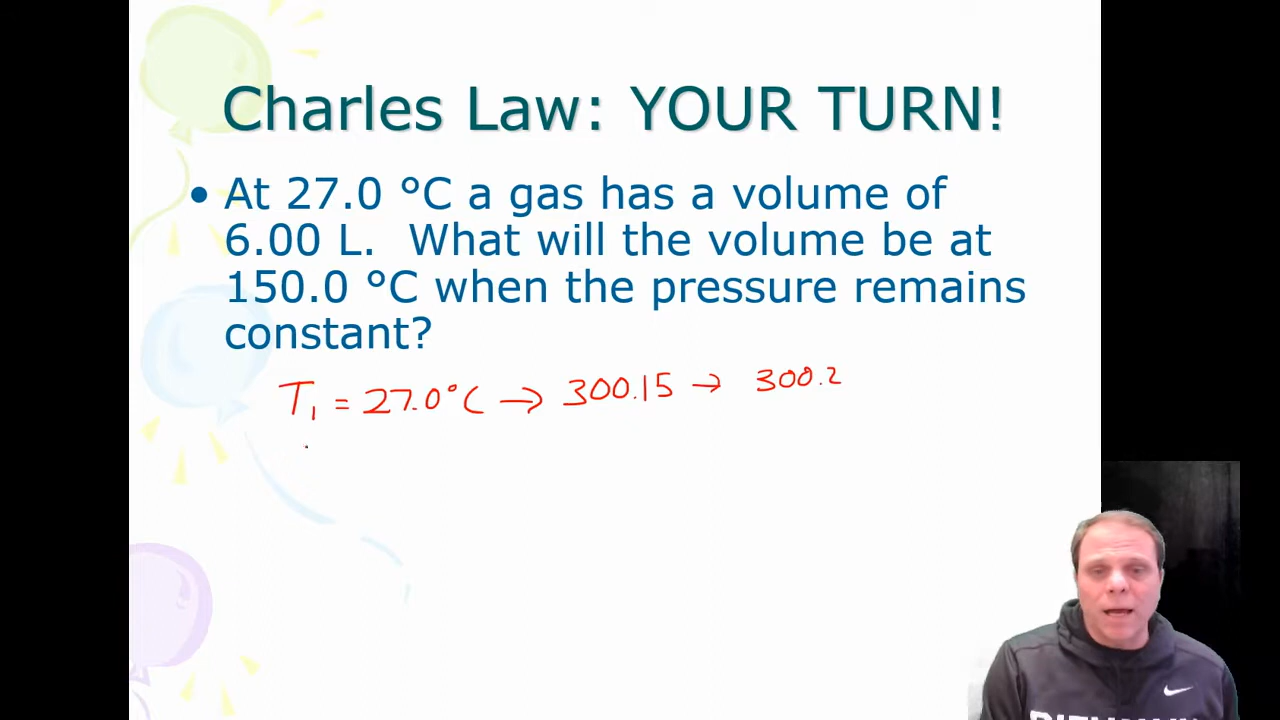 Charles Law: YOUR TURN!
• At 27.0 °C a gas has a volume of
6.00 L. What will the volume be at
150.0 °C when the pressure remains
constant?
T₁ = 27.0°C → 300.15 → 300.2